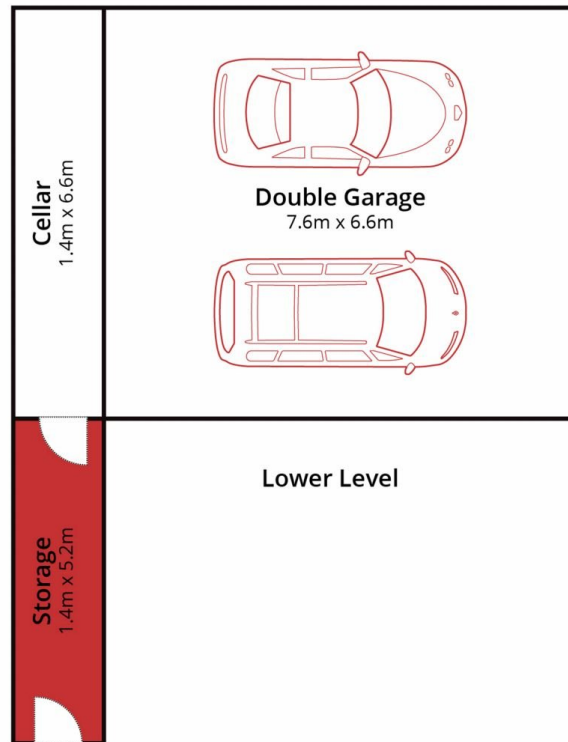 Cellar
1.4m x 6.6m
Double Garage
7.6m x 6.6m
Lower Level
Storage
1.4m x 5.2m